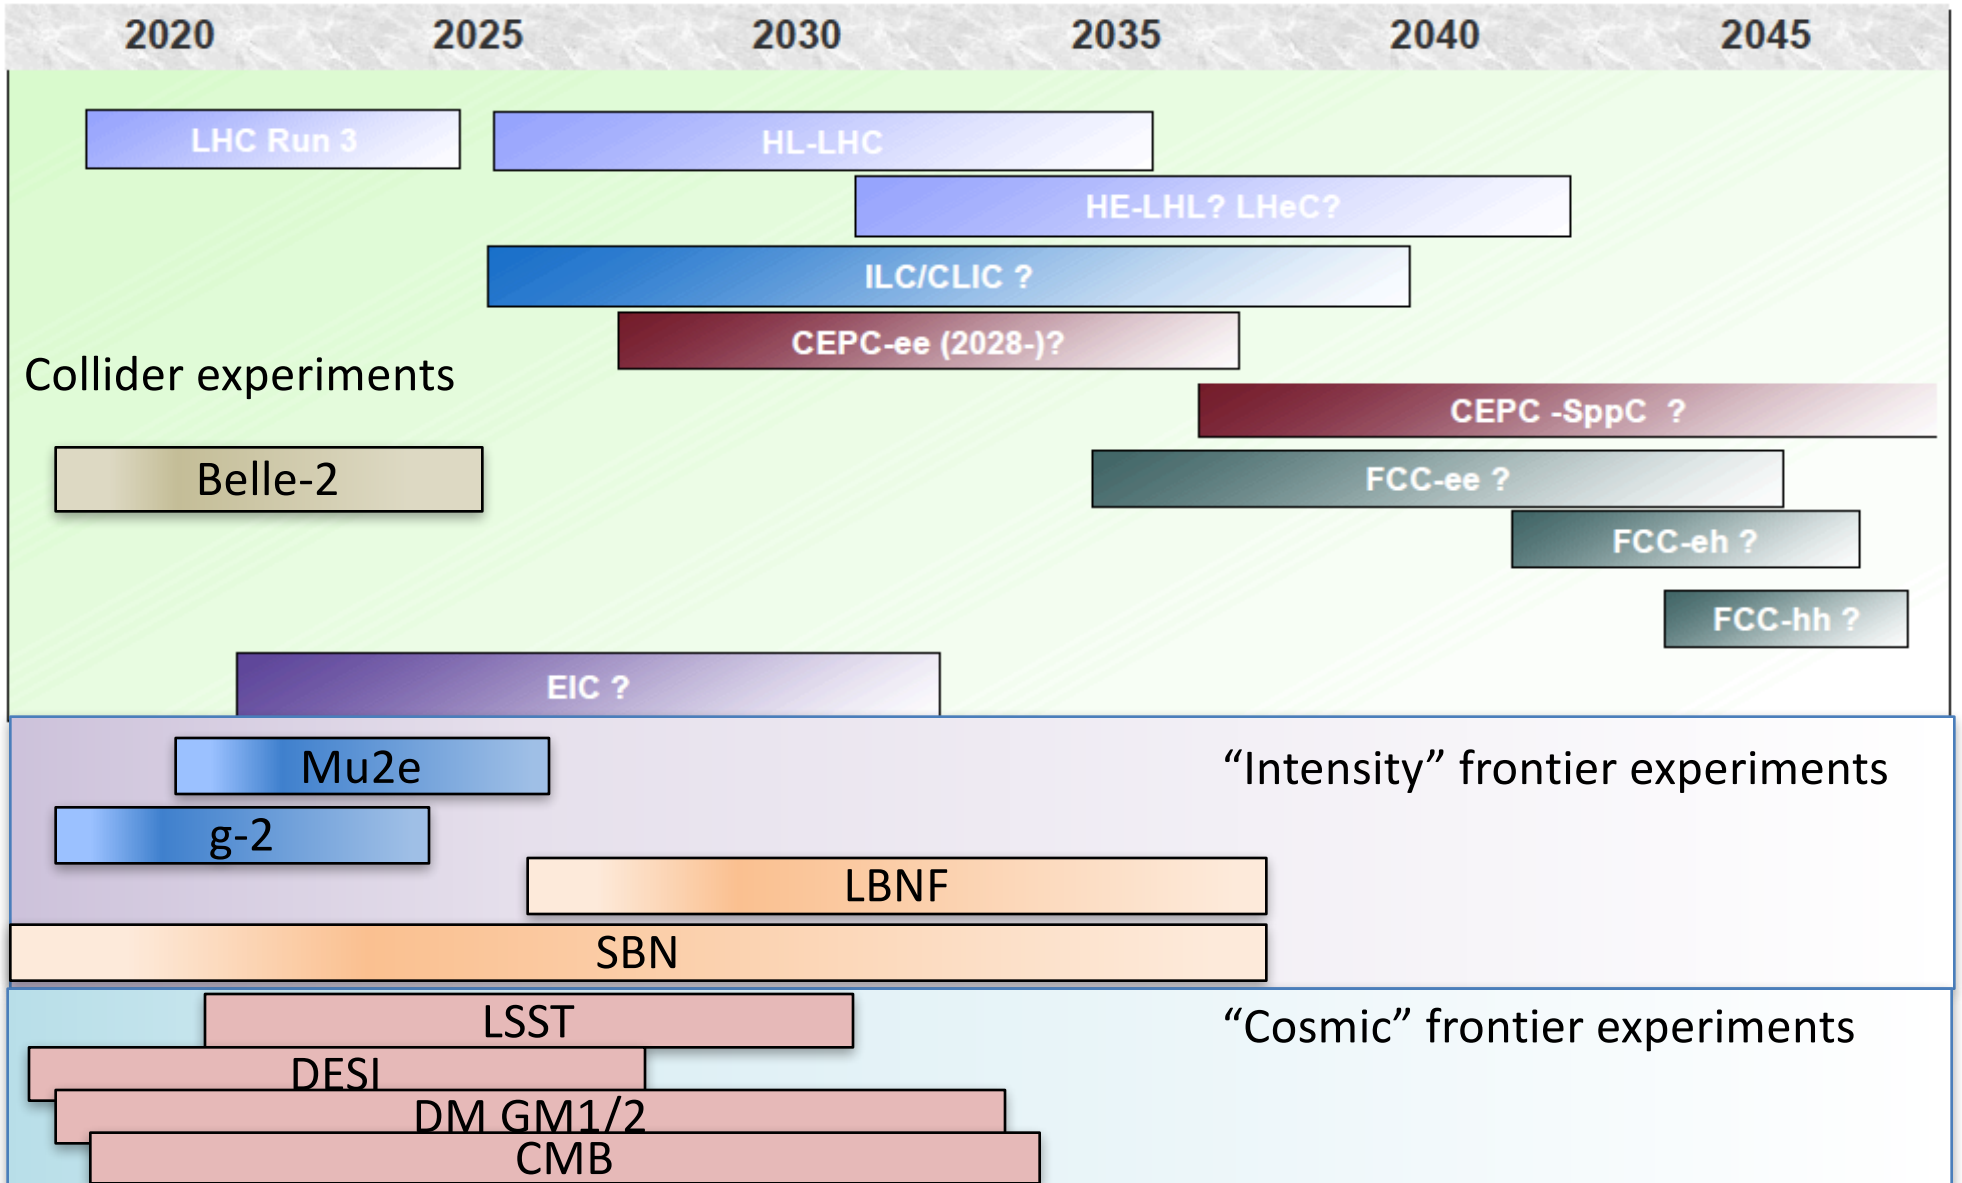 2020 2025 2030 2035 2040 2045
LHC Run 3 HL-LHC
HE-LHL? LHeC?
ILC/CLIC ?
CEPC-ee (2028-)?
Collider experiments
CEPC -SppC ?
Belle-2 FCC-ee ?
FCC-eh ?
FCC-hh ?
EIC ?
Mu2e “Intensity” frontier experiments
g-2
LBNF
SBN
LSST “Cosmic” frontier experiments
DESI
DM GM1/2
CMB